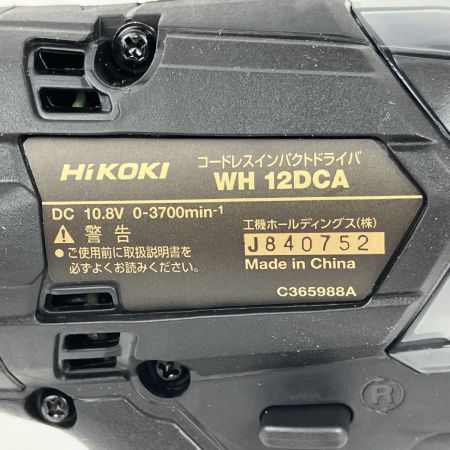 HiKOKI
コードレスインパクトドライバ
WH 12DCA
DC 10.8V 0-3700min-1
⚠ 警告
● ご使用前に取扱説明書を
必ずよくお読みください。
工機ホールディングス(株)
J840752
Made in China
C365988A
®